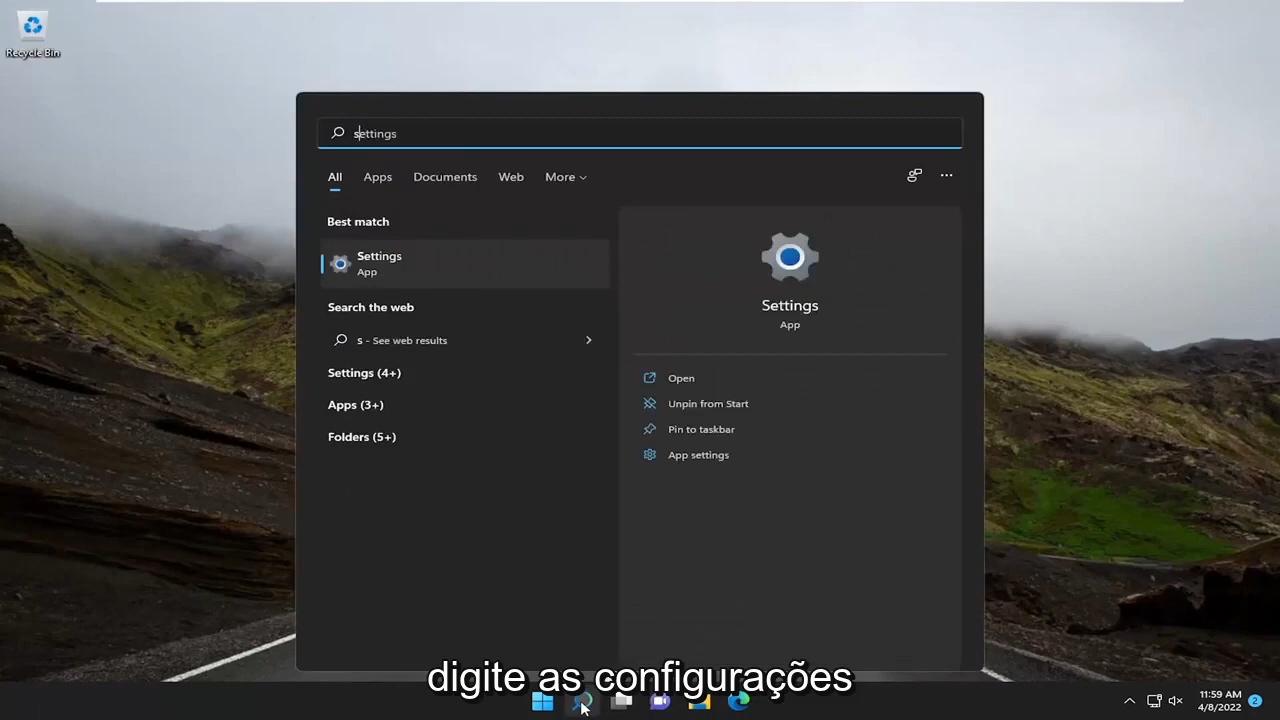 Recycle Bin
settings
All Apps Documents Web More
Best match
Settings
App
Search the web
s - See web results
Settings (4+)
Apps (3+)
Folders (5+)
Settings
App
Open
Unpin from Start
Pin to taskbar
App settings
digite as configurações
11:59 AM
4/8/2022
2